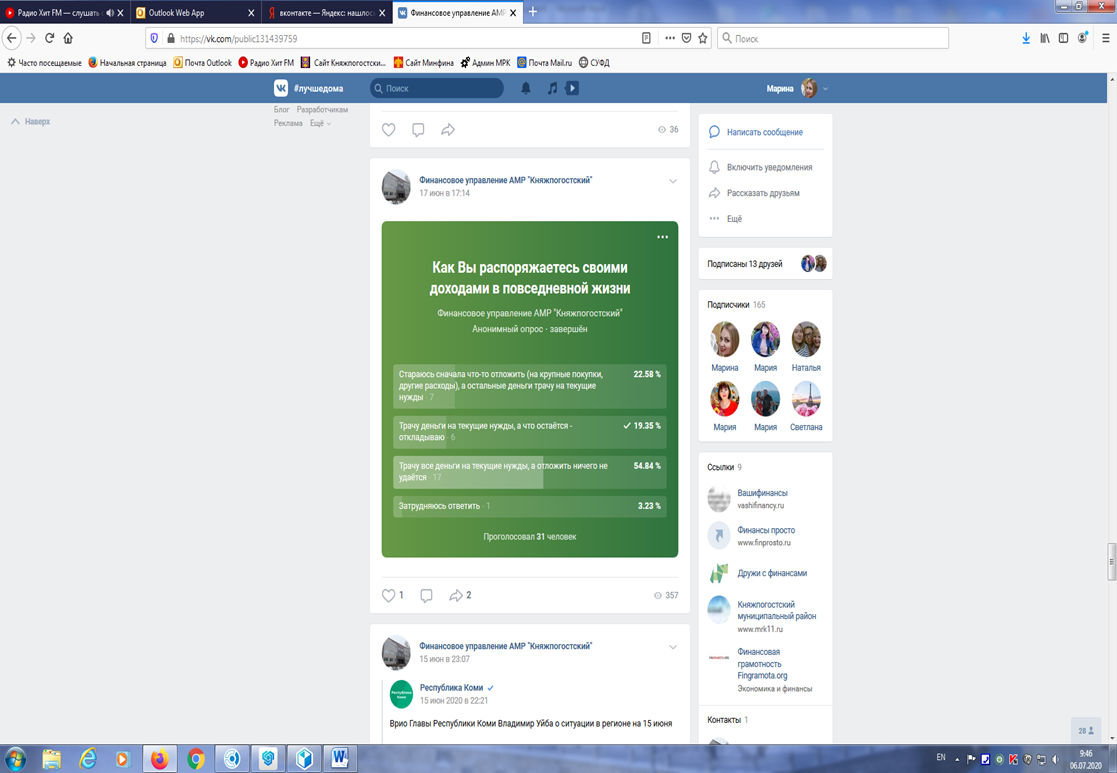 Радио Хит FM — слушать
Outlook Web App
вконтакте — Яндекс: нашлос
Финансовое управление АМР
https://vk.com/public131439759
Поиск
Часто посещаемые
Начальная страница
Почта Outlook
Радио Хит FM
Сайт Княжпогостски...
Сайт Минфина
Админ МРК
Почта Mail.ru
СУФД
#лучшедома
Поиск
Марина
Наверх
Блог Разработчикам
Реклама Ещё
36
Финансовое управление АМР "Княжпогостский"
17 июн в 17:14
Как Вы распоряжаетесь своими
доходами в повседневной жизни
Финансовое управление АМР "Княжпогостский"
Анонимный опрос · завершён
Стараюсь сначала что-то отложить (на крупные покупки, 22.58 %
другие расходы), а остальные деньги трачу на текущие
нужды · 7
Трачу деньги на текущие нужды, а что остаётся - 19.35 %
откладываю · 6
Трачу все деньги на текущие нужды, а отложить ничего не 54.84 %
удаётся · 17
Затрудняюсь ответить · 1 3.23 %
Проголосовал 31 человек
1
2
357
Финансовое управление АМР "Княжпогостский"
15 июн в 23:07
Республика Коми
15 июн 2020 в 22:21
Врио Главы Республики Коми Владимир Уйба о ситуации в регионе на 15 июня
Написать сообщение
Включить уведомления
Рассказать друзьям
Ещё
Подписаны 13 друзей
Подписчики 165
Марина Мария Наталья
Мария Мария Светлана
Ссылки 9
Вашифинансы
vashifinancy.ru
Финансы просто
www.finprosto.ru
Дружи с финансами
Княжпогостский
муниципальный район
www.mrk11.ru
Финансовая
грамотность
Fingramota.org
Экономика и финансы
Контакты 1
28
EN
9:46
06.07.2020